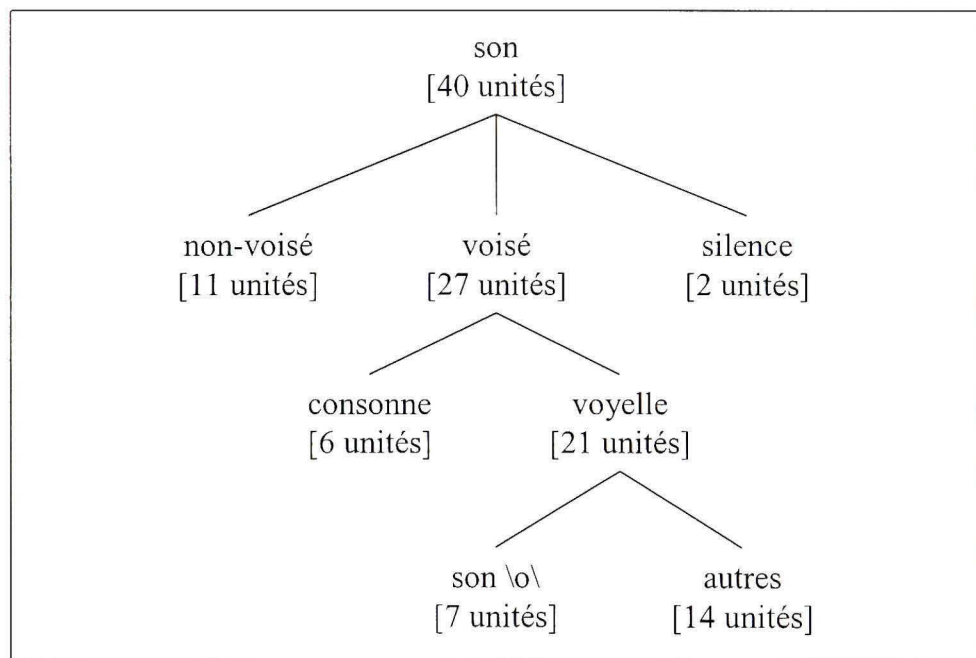 son
[40 unités]
non-voisé
[11 unités]
voisé
[27 unités]
silence
[2 unités]
consonne
[6 unités]
voyelle
[21 unités]
son \o\
[7 unités]
autres
[14 unités]